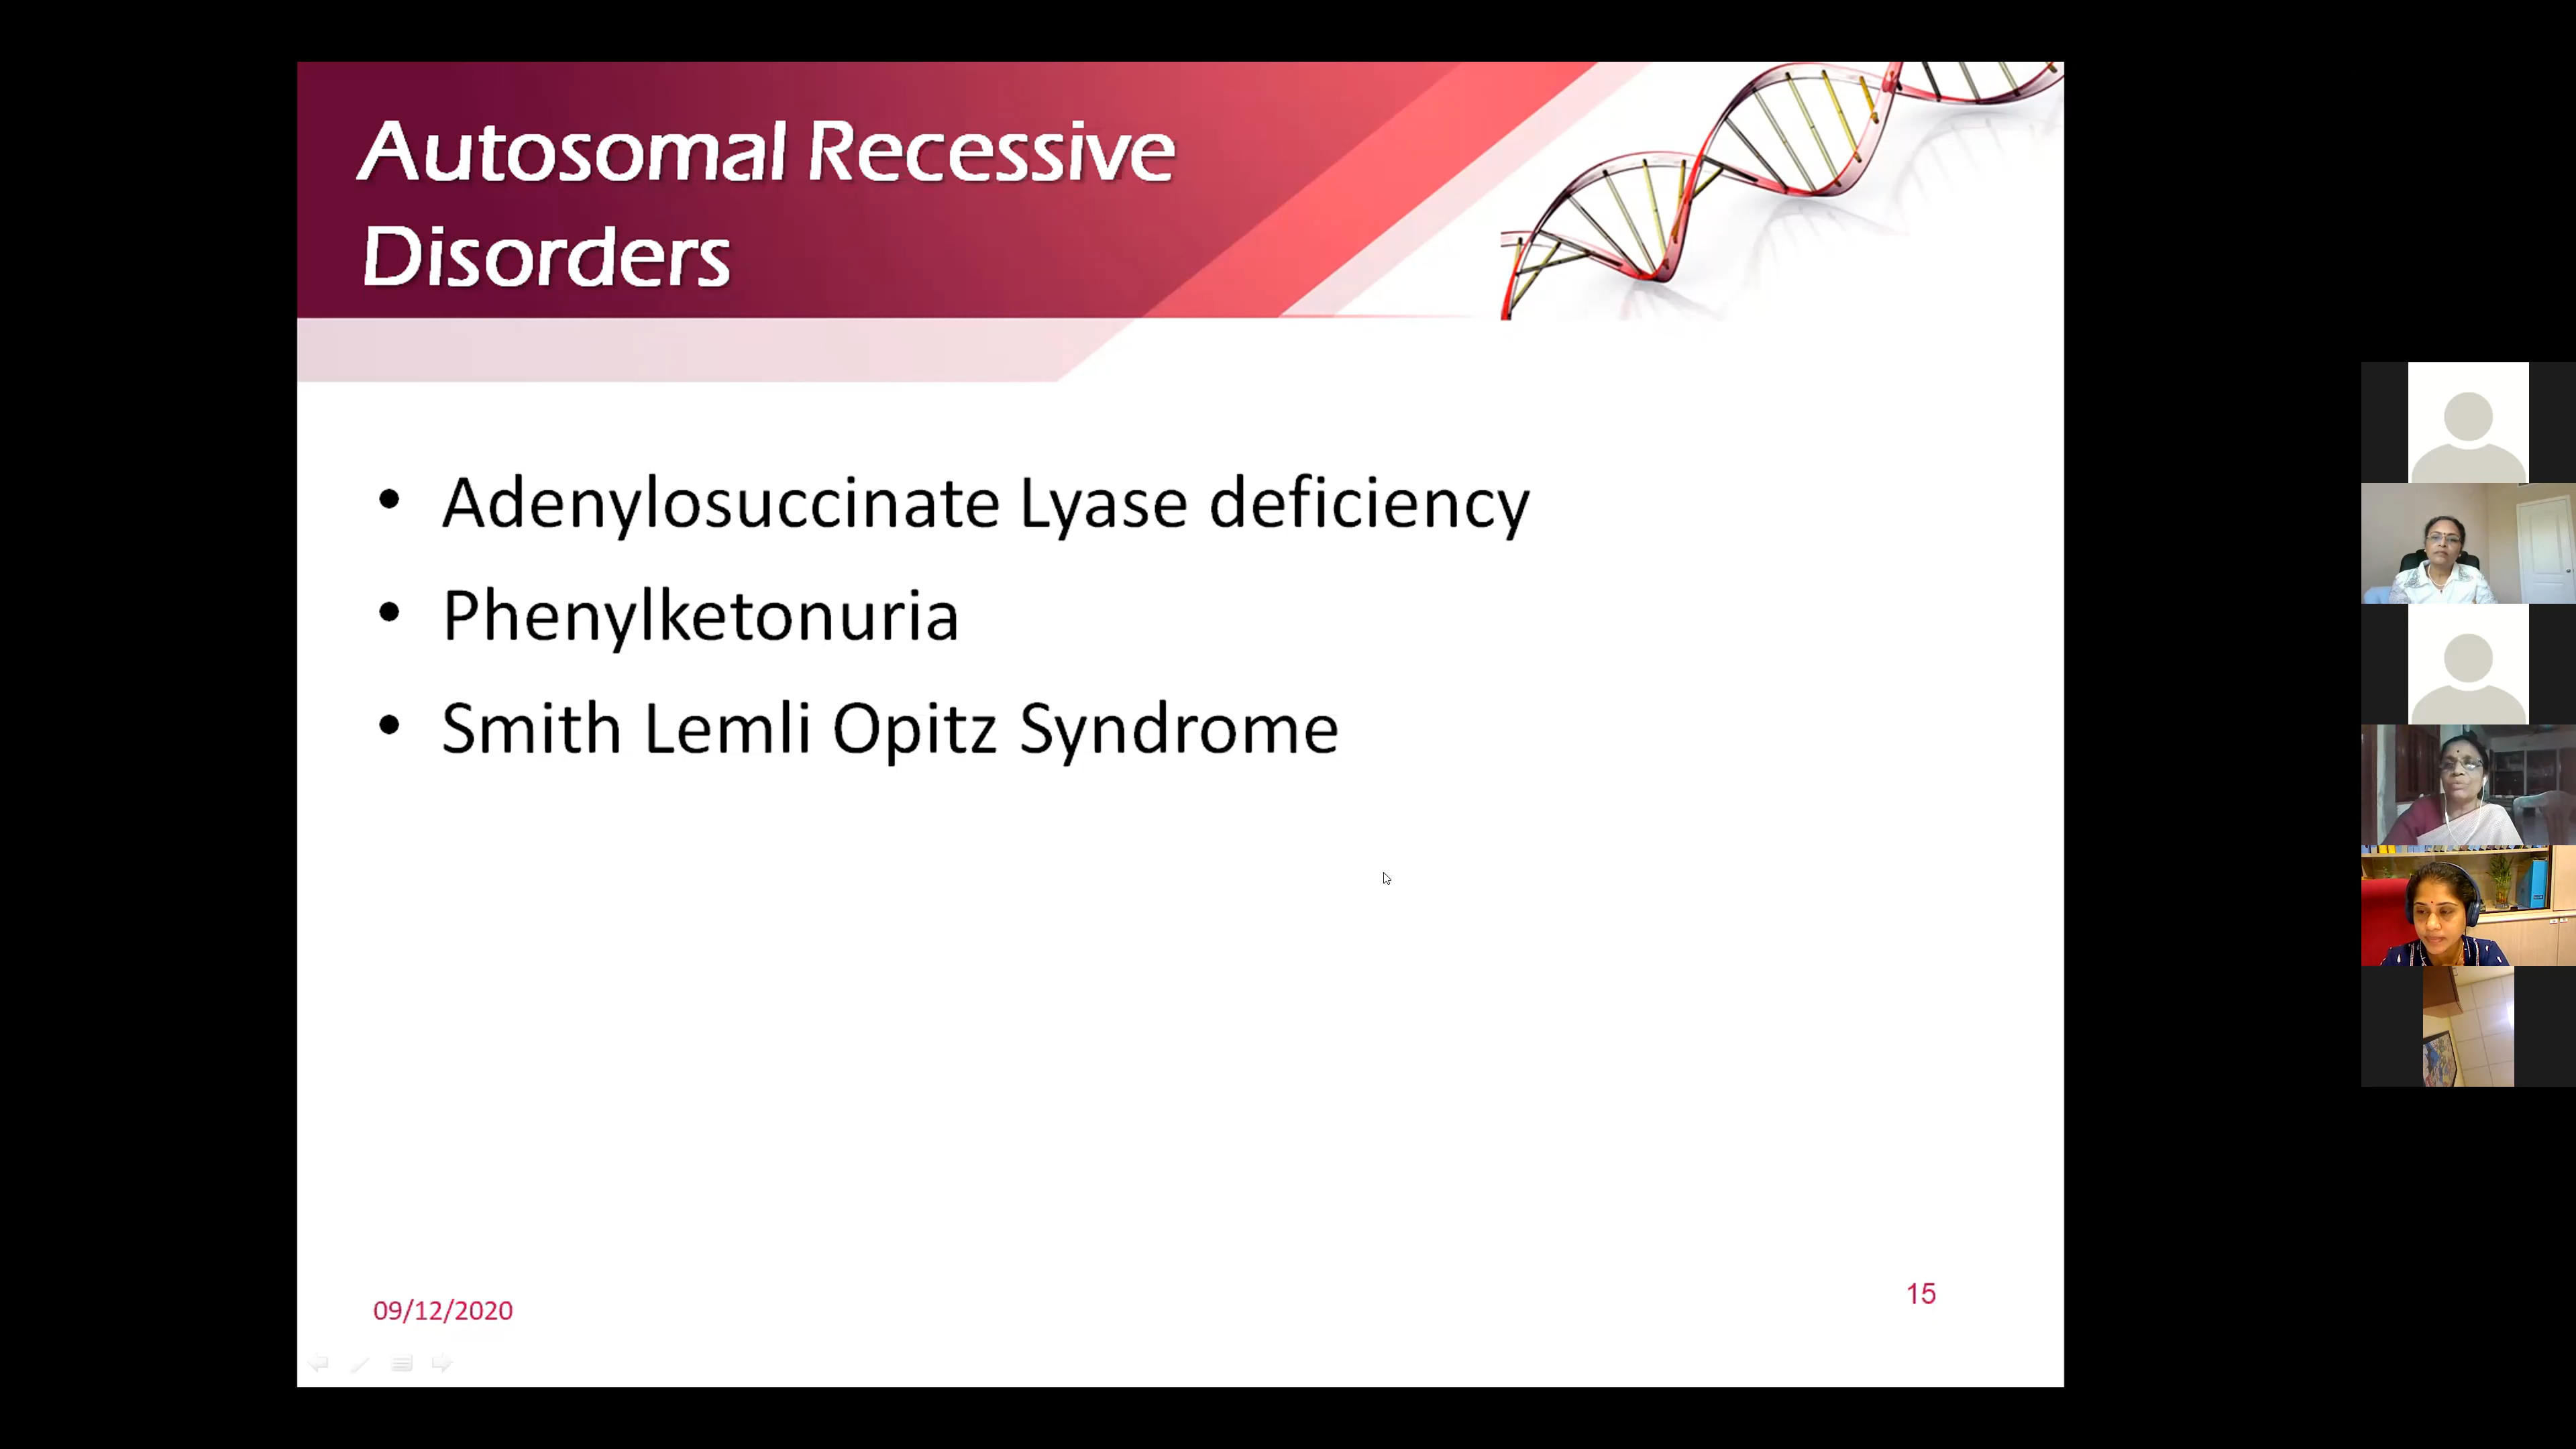 Autosomal Recessive
Disorders
• Adenylosuccinate Lyase deficiency
• Phenylketonuria
• Smith Lemli Opitz Syndrome
09/12/2020
15